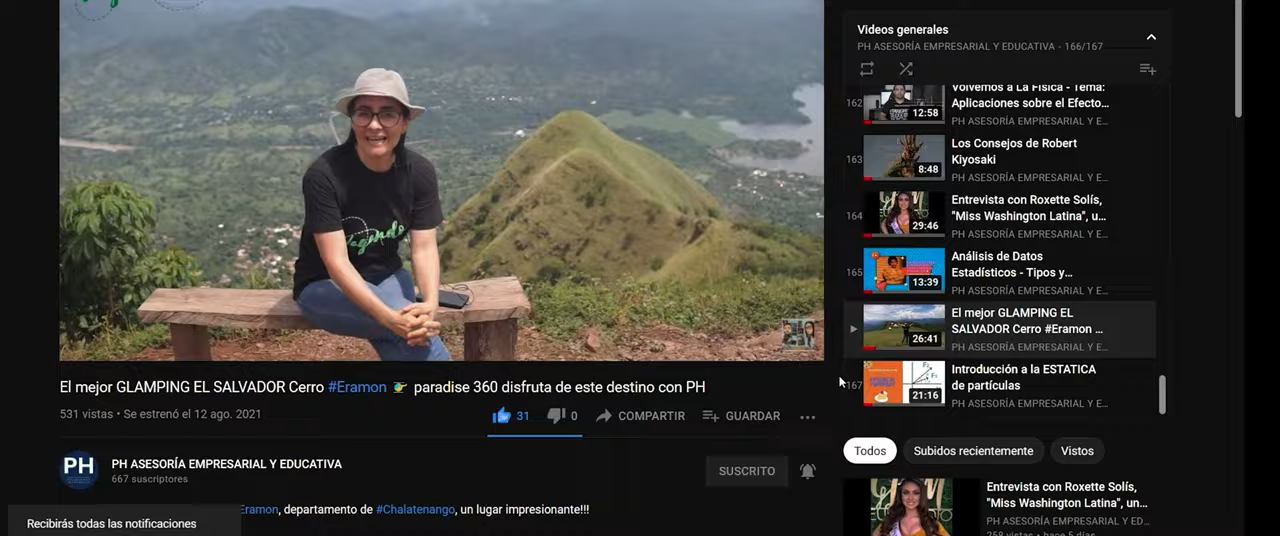 Videos generales
PH ASESORÍA EMPRESARIAL Y EDUCATIVA - 166/167
162
Volvemos a La Física - Tema:
Aplicaciones sobre el Efecto...
PH ASESORÍA EMPRESARIAL Y E...
12:58
163
Los Consejos de Robert
Kiyosaki
PH ASESORÍA EMPRESARIAL Y E...
8:48
164
Entrevista con Roxette Solís,
"Miss Washington Latina", u...
PH ASESORÍA EMPRESARIAL Y E...
29:46
165
Análisis de Datos
Estadísticos - Tipos y...
PH ASESORÍA EMPRESARIAL Y E...
13:39
El mejor GLAMPING EL
SALVADOR Cerro #Eramon ...
PH ASESORÍA EMPRESARIAL Y E...
26:41
167
Introducción a la ESTATICA
de partículas
PH ASESORÍA EMPRESARIAL Y E...
21:16
El mejor GLAMPING EL SALVADOR Cerro #Eramon paradise 360 disfruta de este destino con PH
531 vistas • Se estrenó el 12 ago. 2021
31
0
COMPARTIR
GUARDAR
PH
PH ASESORÍA EMPRESARIAL Y EDUCATIVA
667 suscriptores
SUSCRITO
Eramon, departamento de #Chalatenango, un lugar impresionante!!!
Recibirás todas las notificaciones
Todos
Subidos recientemente
Vistos
Entrevista con Roxette Solís,
"Miss Washington Latina", un...
PH ASESORÍA EMPRESARIAL Y ED...
258 vistas • hace 5 días